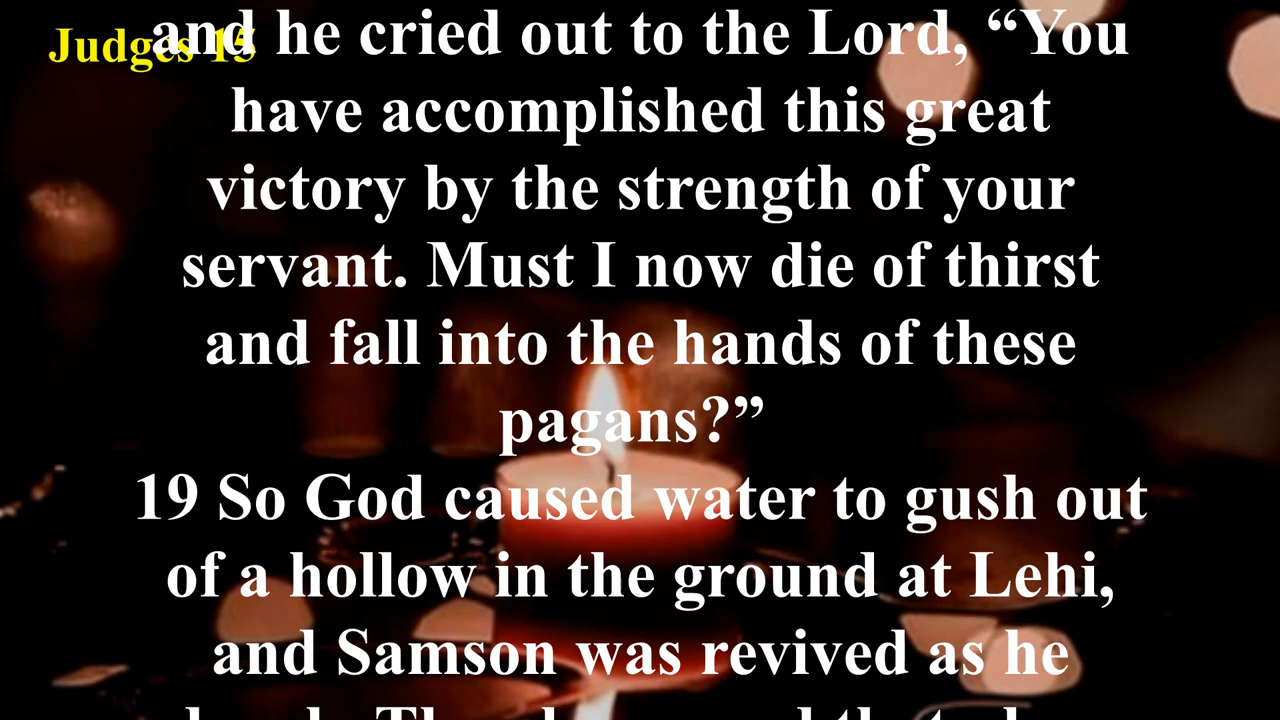 Judges 15
and he cried out to the Lord, “You
have accomplished this great
victory by the strength of your
servant. Must I now die of thirst
and fall into the hands of these
pagans?”
19 So God caused water to gush out
of a hollow in the ground at Lehi,
and Samson was revived as he